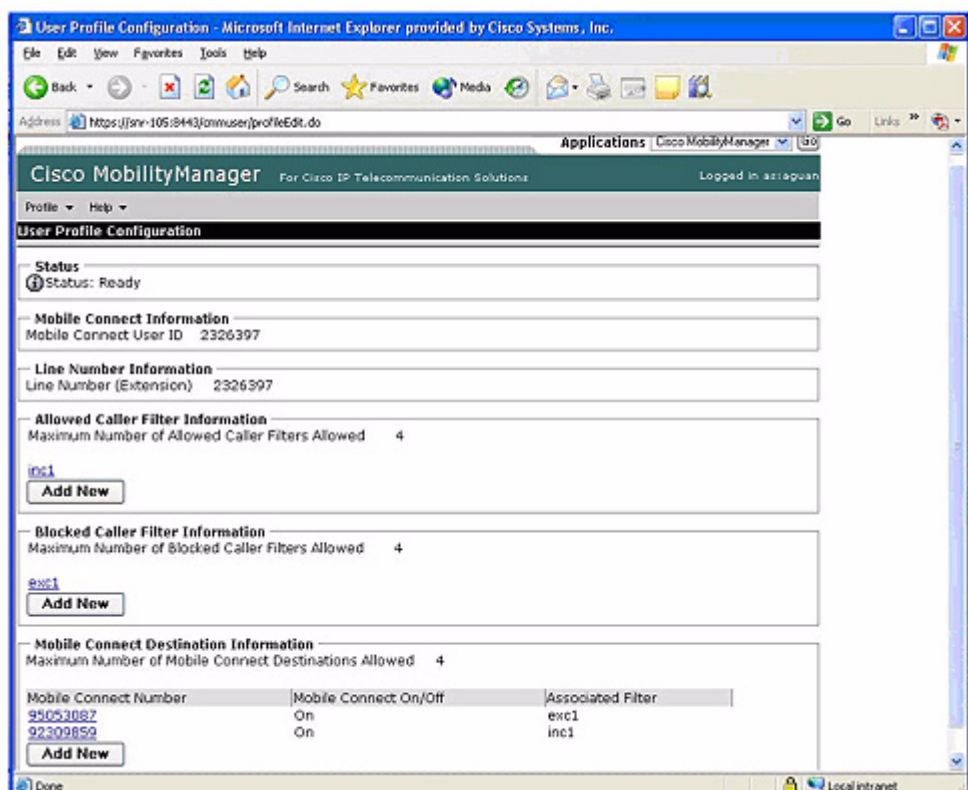 User Profile Configuration - Microsoft Internet Explorer provided by Cisco Systems, Inc.
File Edit View Favorites Tools Help
Back Search Favorites Media
Address https://snr-105:8443/cmmuser/profileEdit.do Go Links »
Applications Cisco MobilityManager Go
Cisco MobilityManager For Cisco IP Telecommunication Solutions Logged in as:aguan
Profile Help
User Profile Configuration
Status
Status: Ready
Mobile Connect Information
Mobile Connect User ID 2326397
Line Number Information
Line Number (Extension) 2326397
Allowed Caller Filter Information
Maximum Number of Allowed Caller Filters Allowed 4
inc1
Add New
Blocked Caller Filter Information
Maximum Number of Blocked Caller Filters Allowed 4
exc1
Add New
Mobile Connect Destination Information
Maximum Number of Mobile Connect Destinations Allowed 4
Mobile Connect Number Mobile Connect On/Off Associated Filter
95053087 On exc1
92309859 On inc1
Add New
Done Local intranet